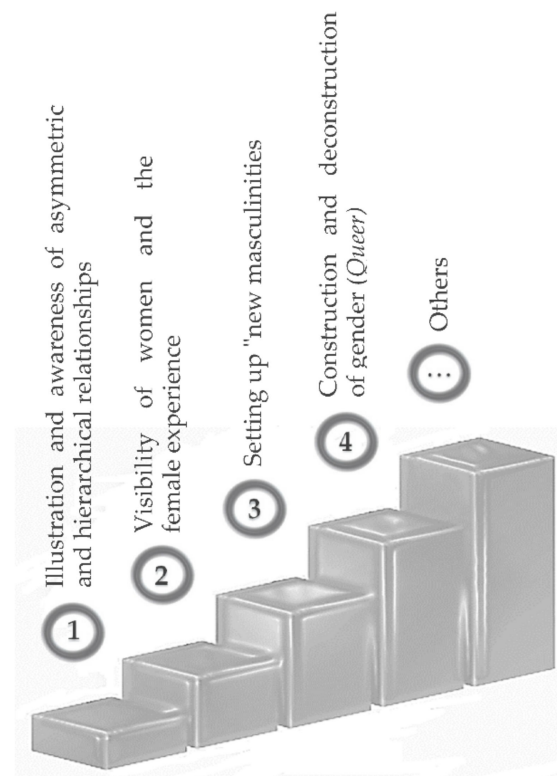 1
Illustration and awareness of asymmetric
and hierarchical relationships
2
Visibility of women and the
female experience
3
Setting up "new masculinities
4
Construction and deconstruction
of gender (Queer)
...
Others